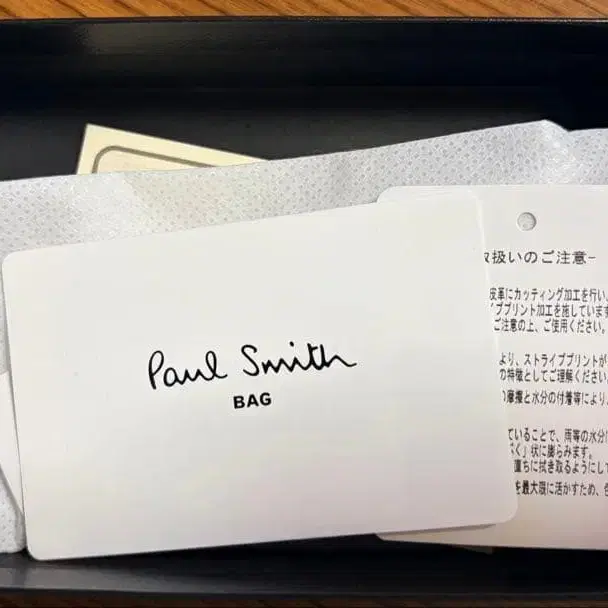 Paul Smith
BAG
取扱いのご注意-
皮革にカッティング加工を行い
プリント加工を施しています
ご注意の上、ご使用ください。
より、ストライププリントが
の特徴としてご理解ください
摩擦と水分の付着等により
ていることで、雨等の水分
く」状に膨らみます。
直ちに拭き取るようにして
を最大限に活かすため、